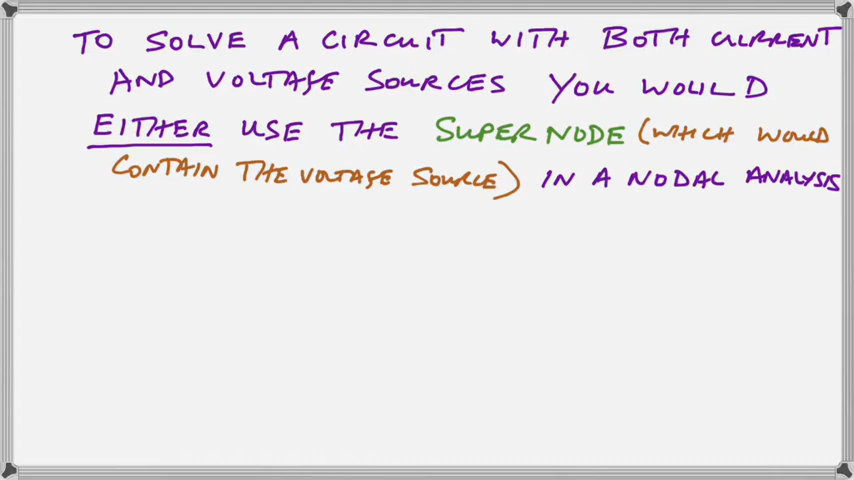 TO SOLVE A CIRCUIT WITH BOTH CURRENT
AND VOLTAGE SOURCES YOU WOULD
EITHER USE THE SUPERNODE (WHICH WOULD
CONTAIN THE VOLTAGE SOURCE) IN A NODAL ANALYSIS